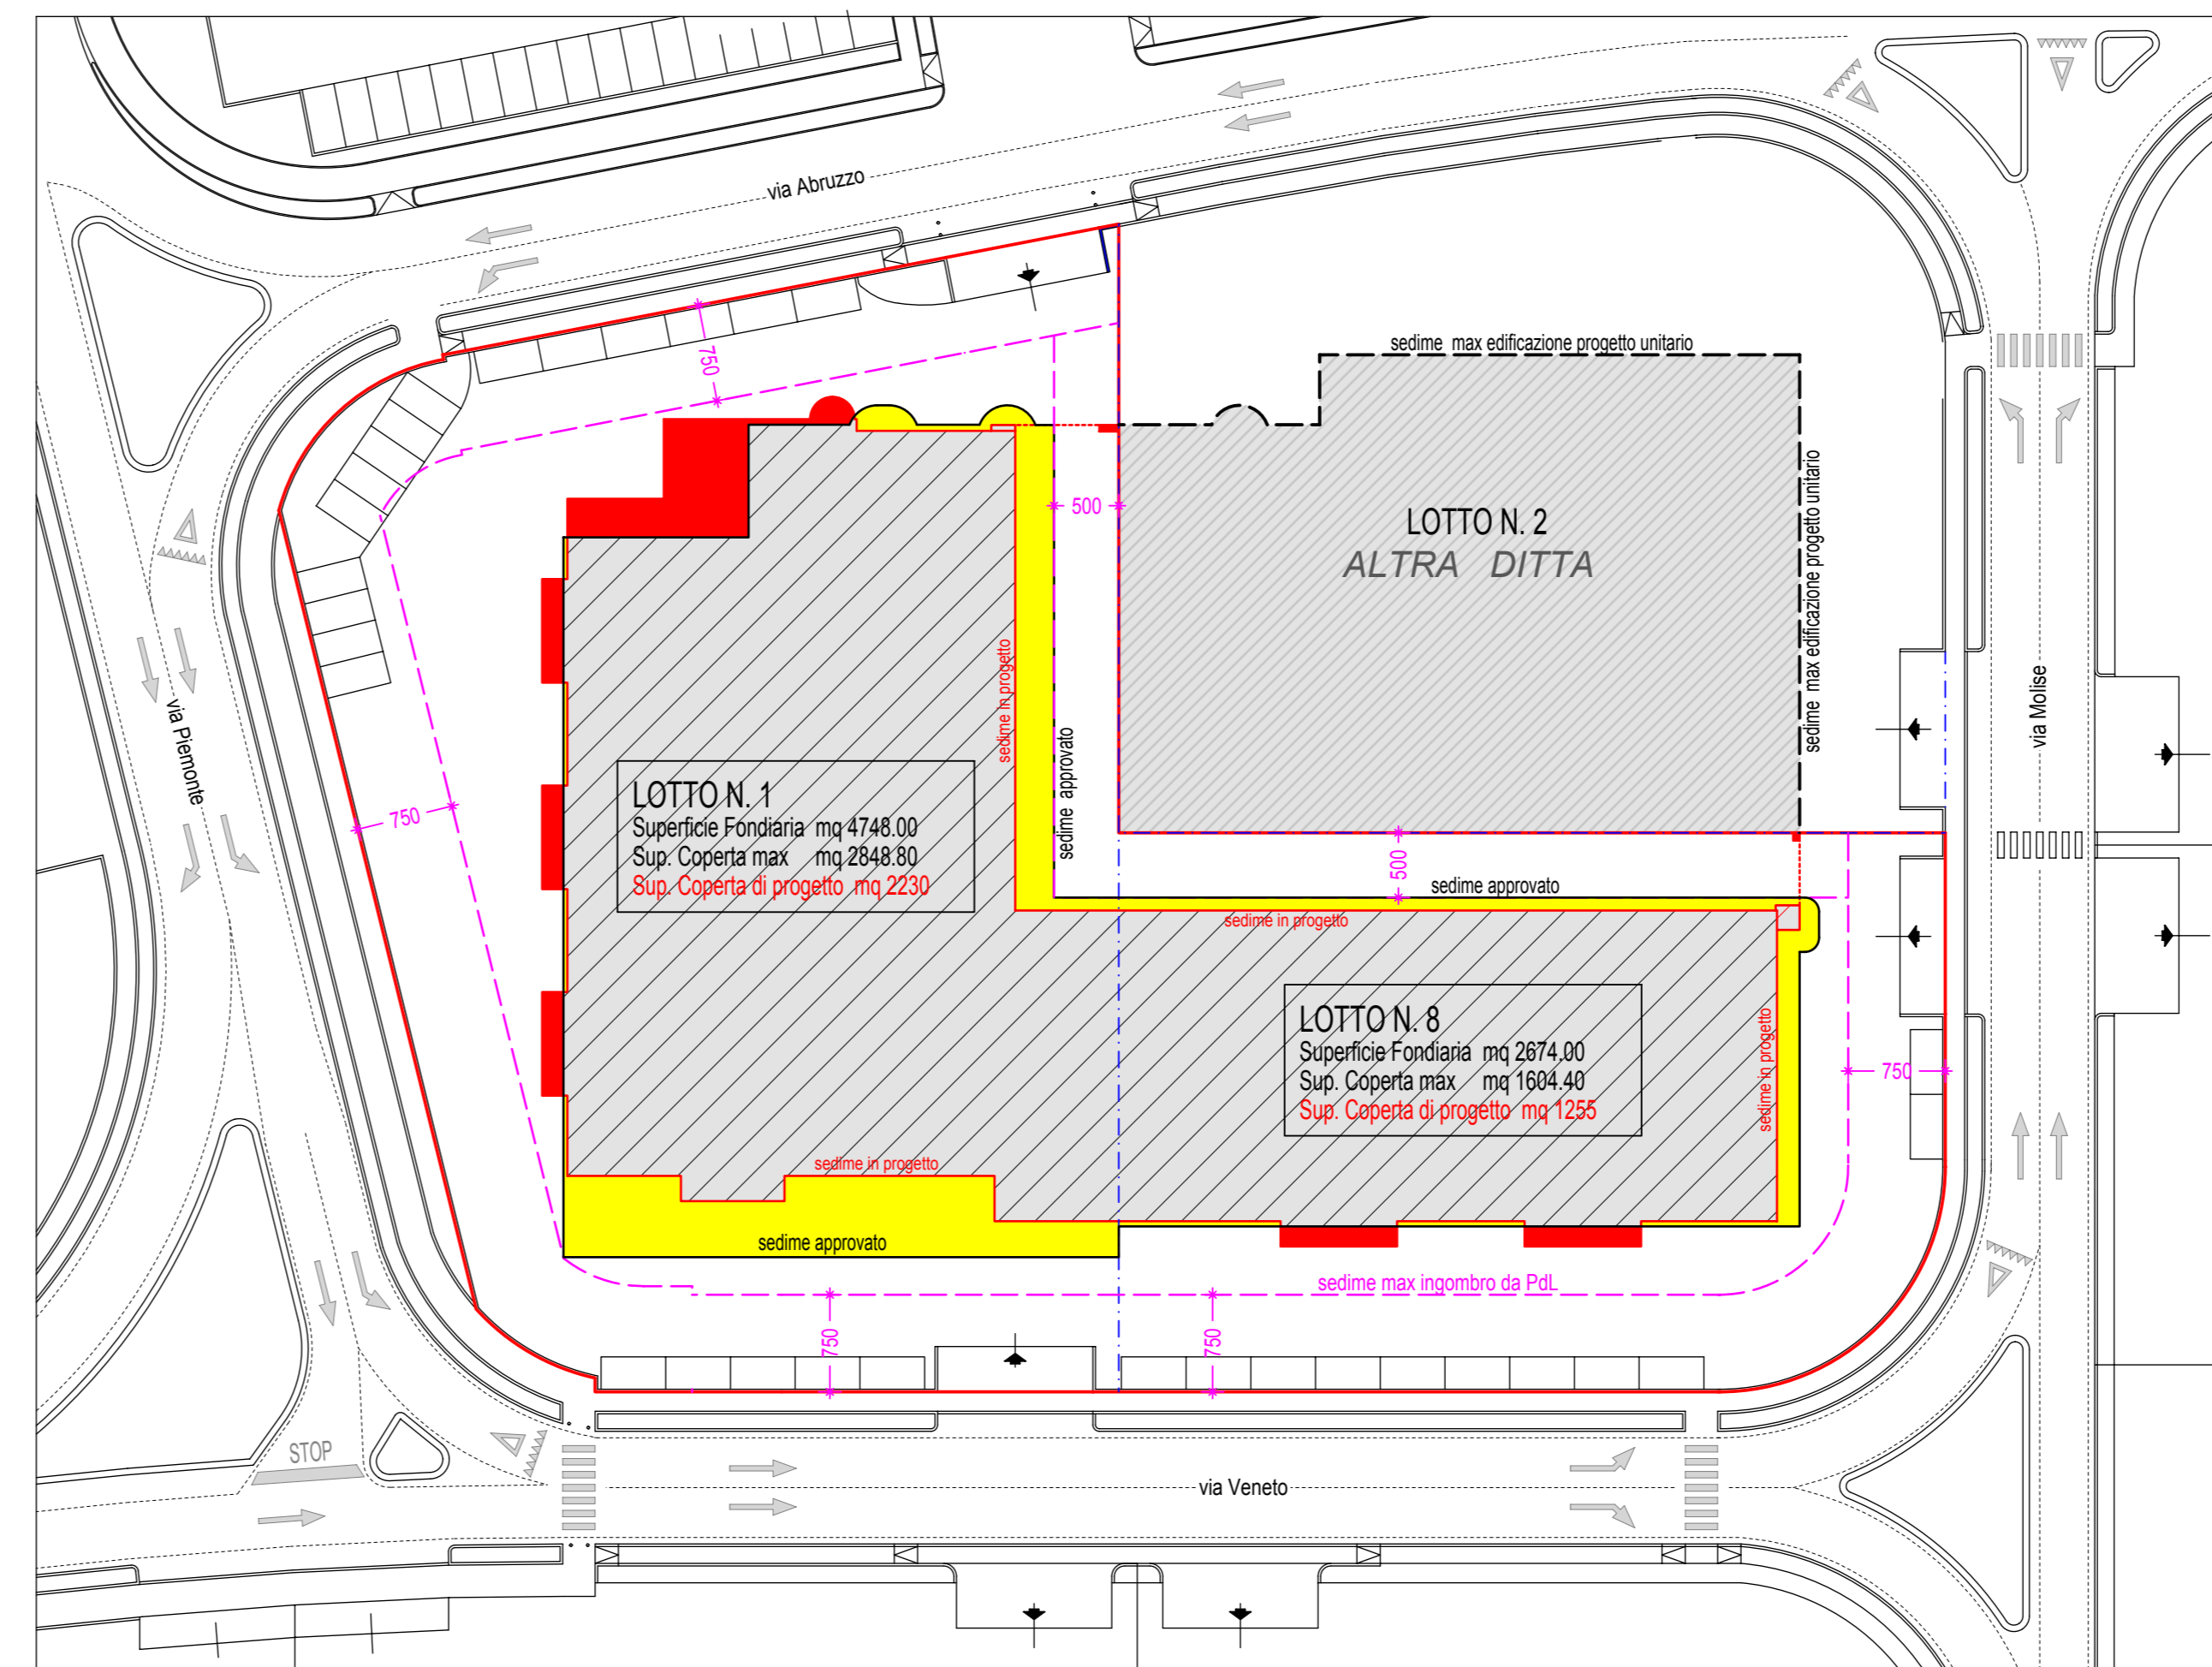 via Abruzzo
sedime max edificazione progetto unitario
750
500
LOTTO N. 2
ALTRA DITTA
sedime max edificazione progetto unitario
sedime in progetto
sedime approvato
via Piemonte
via Molise
750
LOTTO N. 1
Superficie Fondiaria mq 4748.00
Sup. Coperta max mq 2848.80
Sup. Coperta di progetto mq 2230
500
sedime approvato
sedime in progetto
LOTTO N. 8
Superficie Fondiaria mq 2674.00
Sup. Coperta max mq 1604.40
Sup. Coperta di progetto mq 1255
sedime in progetto
750
sedime in progetto
sedime approvato
sedime max ingombro da PdL
750
750
STOP
via Veneto